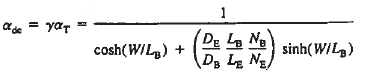 α_dc = γα_T = 1 / (cosh(W/L_B) + (D_E/D_B L_B/L_E N_B/N_E) sinh(W/L_B))